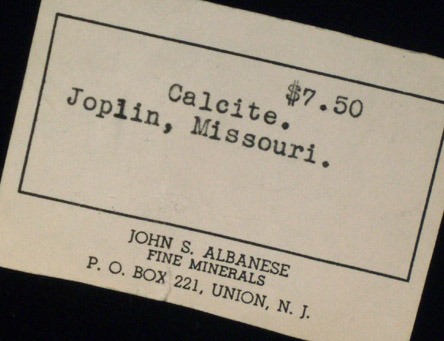 $7.50
Calcite.
Joplin, Missouri.
JOHN S. ALBANESE
FINE MINERALS
P. O. BOX 221, UNION, N. J.